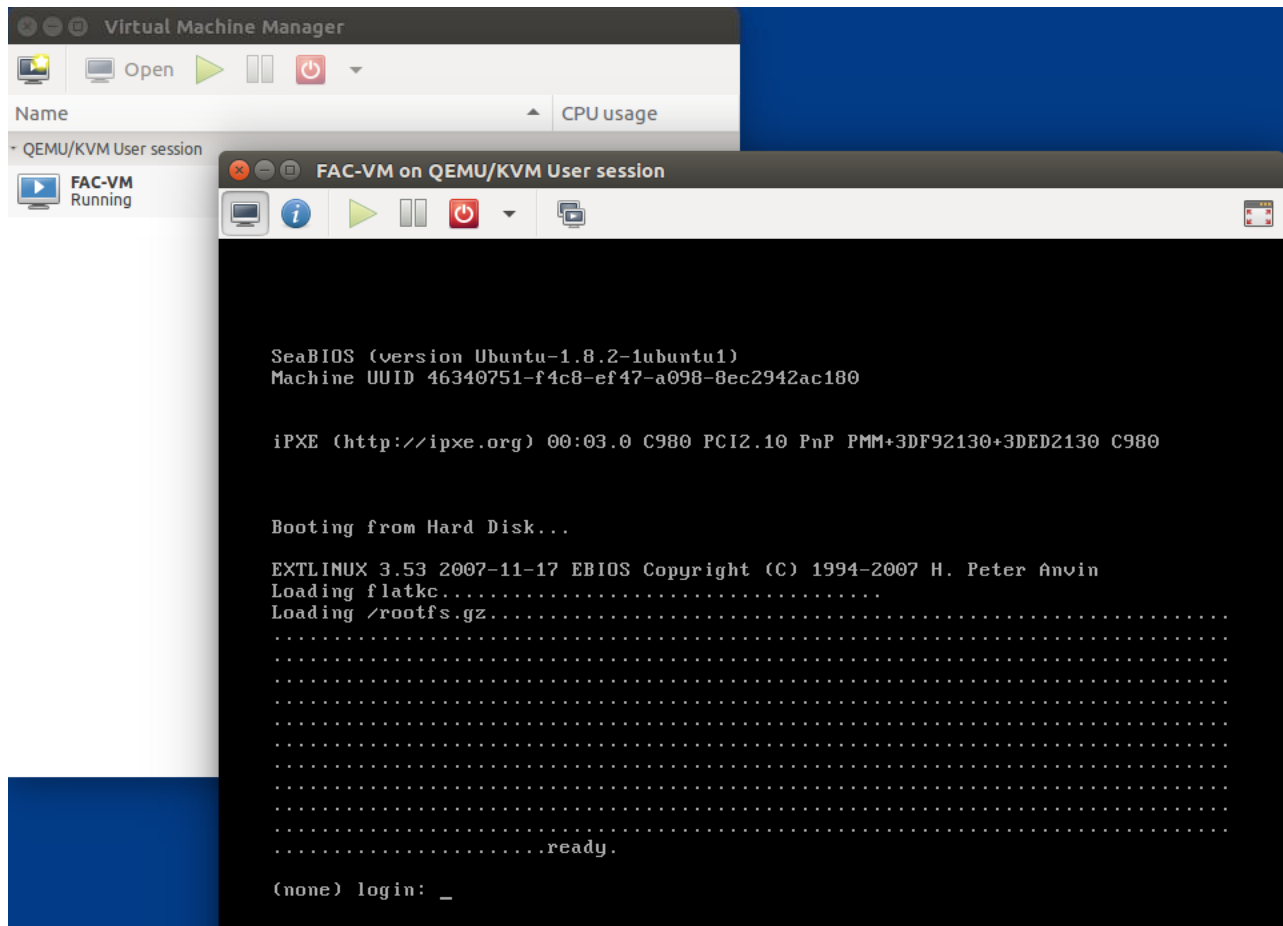 Virtual Machine Manager
Open
Name
CPU usage
QEMU/KVM User session
FAC-VM
Running
FAC-VM on QEMU/KVM User session
SeaBIOS (version Ubuntu-1.8.2-1ubuntu1)
Machine UUID 46340751-f4c8-ef47-a098-8ec2942ac180
iPXE (http://ipxe.org) 00:03.0 C980 PCI2.10 PnP PMM+3DF92130+3DED2130 C980
Booting from Hard Disk...
EXTLINUX 3.53 2007-11-17 EBIOS Copyright (C) 1994-2007 H. Peter Anvin
Loading flatkc.....................................
Loading /rootfs.gz..............................................................
................................................................................
................................................................................
................................................................................
................................................................................
................................................................................
................................................................................
................................................................................
................................................................................
................................................................................
................................................................................
.......................ready.
(none) login: _